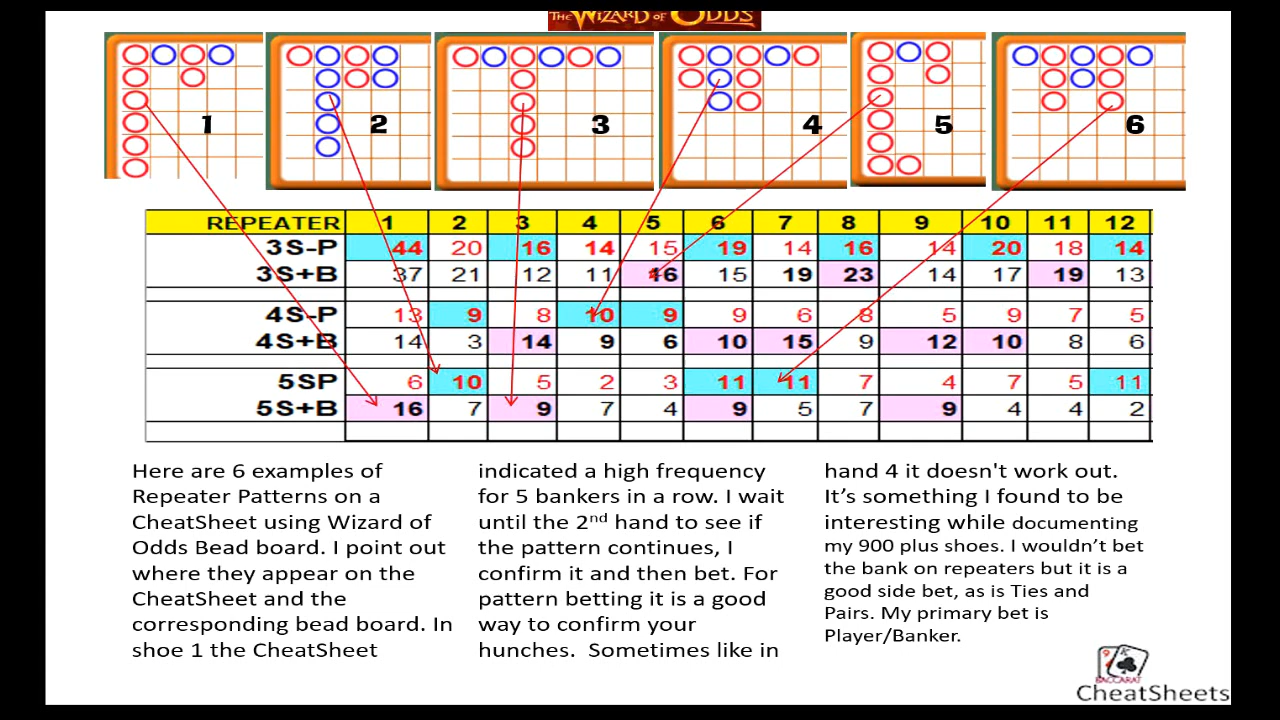 THE WIZARD OF ODDS
1
2
3
4
5
6
REPEATER 1 2 3 4 5 6 7 8 9 10 11 12
3S-P 44 20 16 14 15 19 14 16 14 20 18 14
3S+B 37 21 12 11 16 15 19 23 14 17 19 13
4S-P 13 9 8 10 9 9 6 8 5 9 7 5
4S+B 14 3 14 9 6 10 15 9 12 10 8 6
5SP 6 10 5 2 3 11 11 7 4 7 5 11
5S+B 16 7 9 7 4 9 5 7 9 4 4 2
Here are 6 examples of
Repeater Patterns on a
CheatSheet using Wizard of
Odds Bead board. I point out
where they appear on the
CheatSheet and the
corresponding bead board. In
shoe 1 the CheatSheet
indicated a high frequency
for 5 bankers in a row. I wait
until the 2nd hand to see if
the pattern continues, I
confirm it and then bet. For
pattern betting it is a good
way to confirm your
hunches. Sometimes like in
hand 4 it doesn't work out.
It's something I found to be
interesting while documenting
my 900 plus shoes. I wouldn't bet
the bank on repeaters but it is a
good side bet, as is Ties and
Pairs. My primary bet is
Player/Banker.
9 K
BACCARAT
CheatSheets